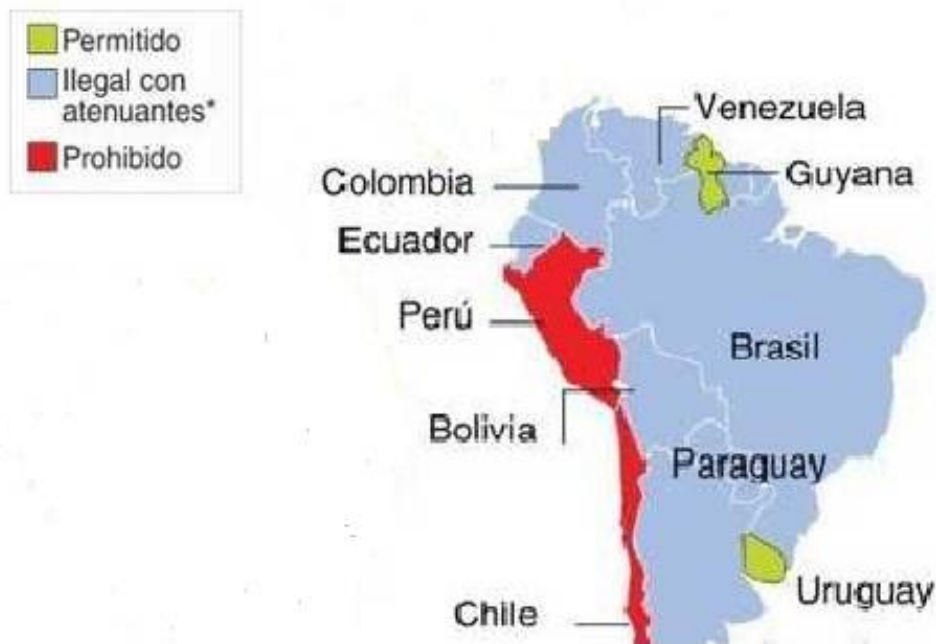 Permitido
Ilegal con
atenuantes*
Prohibido
Venezuela
Guyana
Colombia
Ecuador
Perú
Brasil
Bolivia
Paraguay
Uruguay
Chile